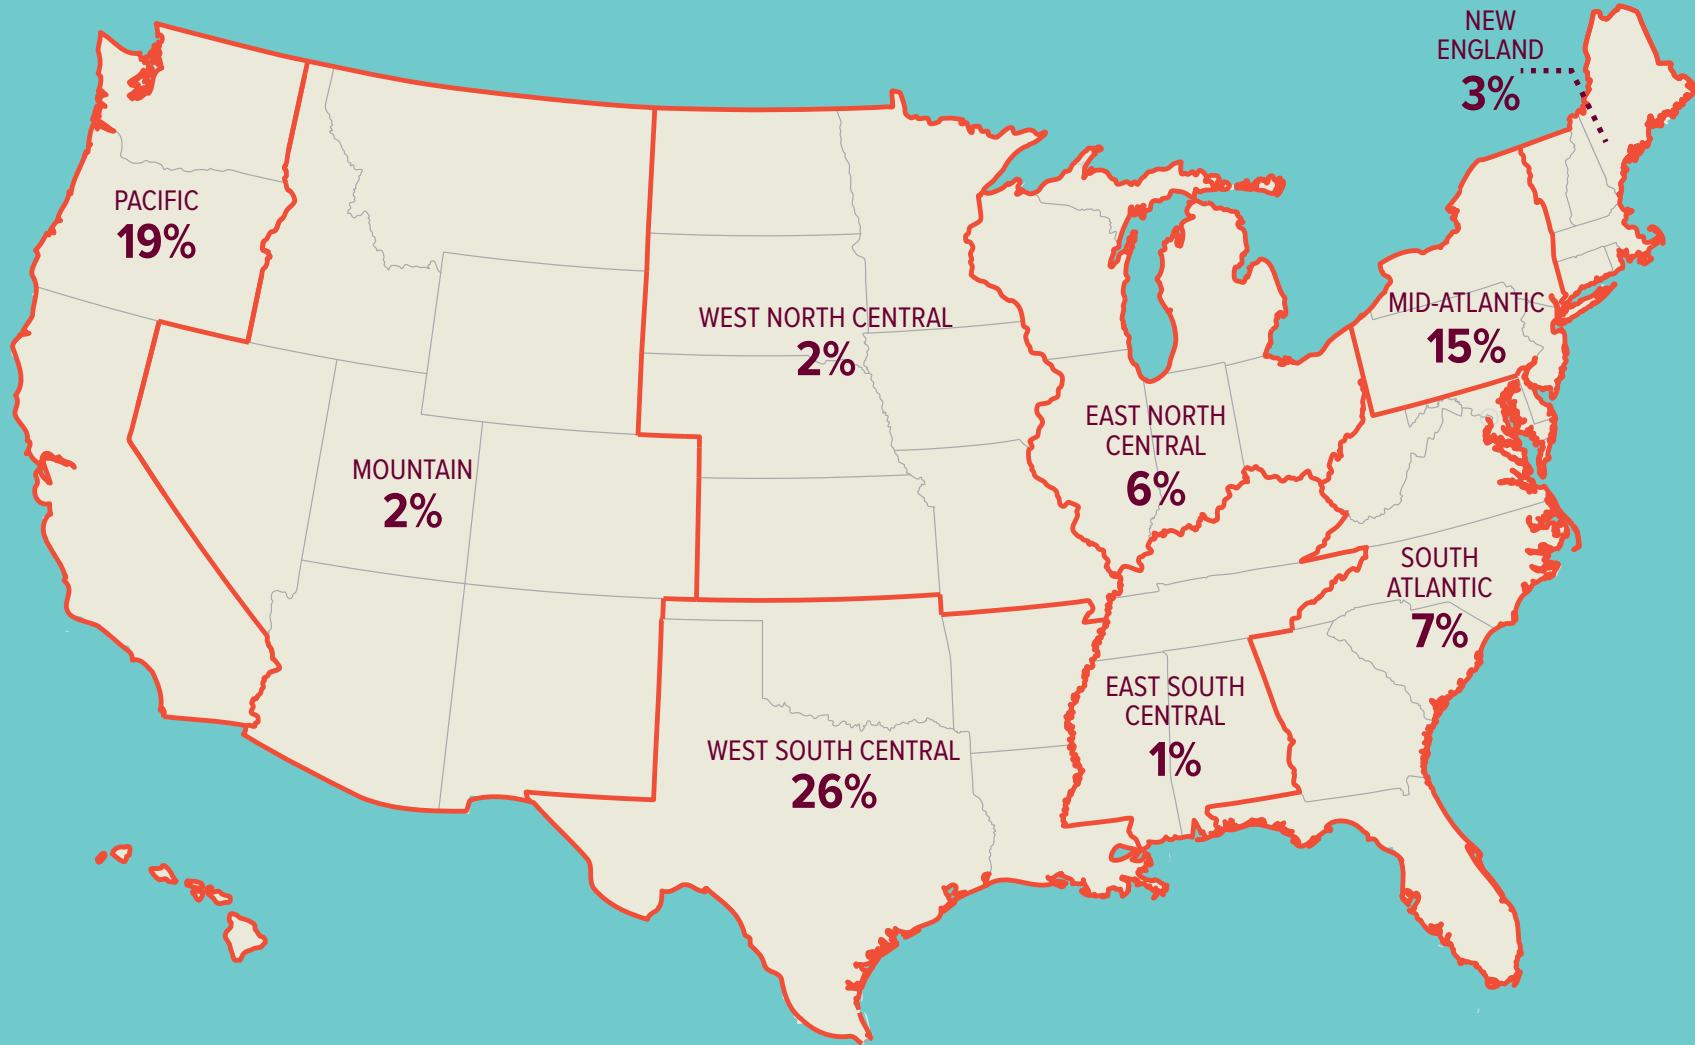 NEW
ENGLAND
3%
PACIFIC
19%
MID-ATLANTIC
15%
WEST NORTH CENTRAL
2%
EAST NORTH
CENTRAL
6%
MOUNTAIN
2%
SOUTH
ATLANTIC
7%
EAST SOUTH
CENTRAL
1%
WEST SOUTH CENTRAL
26%